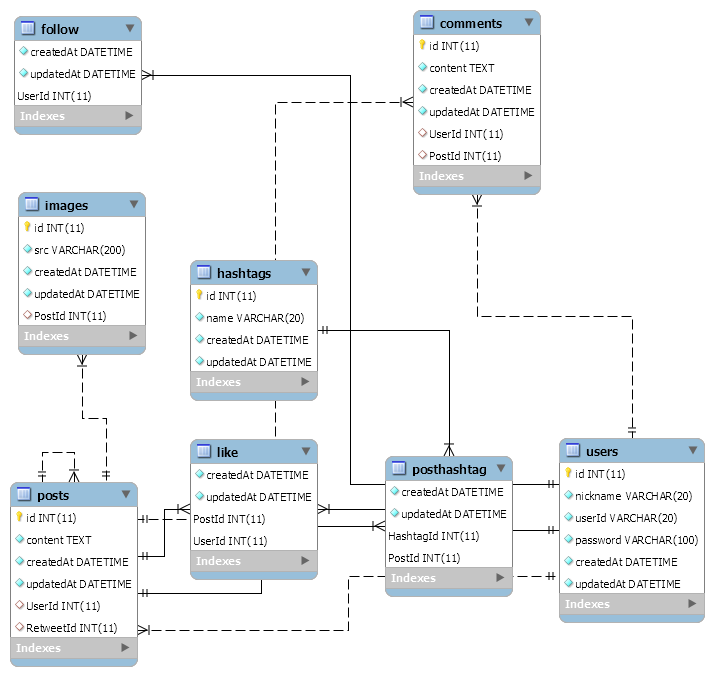 follow
createdAt DATETIME
updatedAt DATETIME
UserId INT(11)
Indexes
comments
id INT(11)
content TEXT
createdAt DATETIME
updatedAt DATETIME
UserId INT(11)
PostId INT(11)
Indexes
images
id INT(11)
src VARCHAR(200)
createdAt DATETIME
updatedAt DATETIME
PostId INT(11)
Indexes
hashtags
id INT(11)
name VARCHAR(20)
createdAt DATETIME
updatedAt DATETIME
Indexes
like
createdAt DATETIME
updatedAt DATETIME
PostId INT(11)
UserId INT(11)
Indexes
posthashtag
createdAt DATETIME
updatedAt DATETIME
HashtagId INT(11)
PostId INT(11)
Indexes
users
id INT(11)
nickname VARCHAR(20)
userId VARCHAR(20)
password VARCHAR(100)
createdAt DATETIME
updatedAt DATETIME
Indexes
posts
id INT(11)
content TEXT
createdAt DATETIME
updatedAt DATETIME
UserId INT(11)
RetweetId INT(11)
Indexes